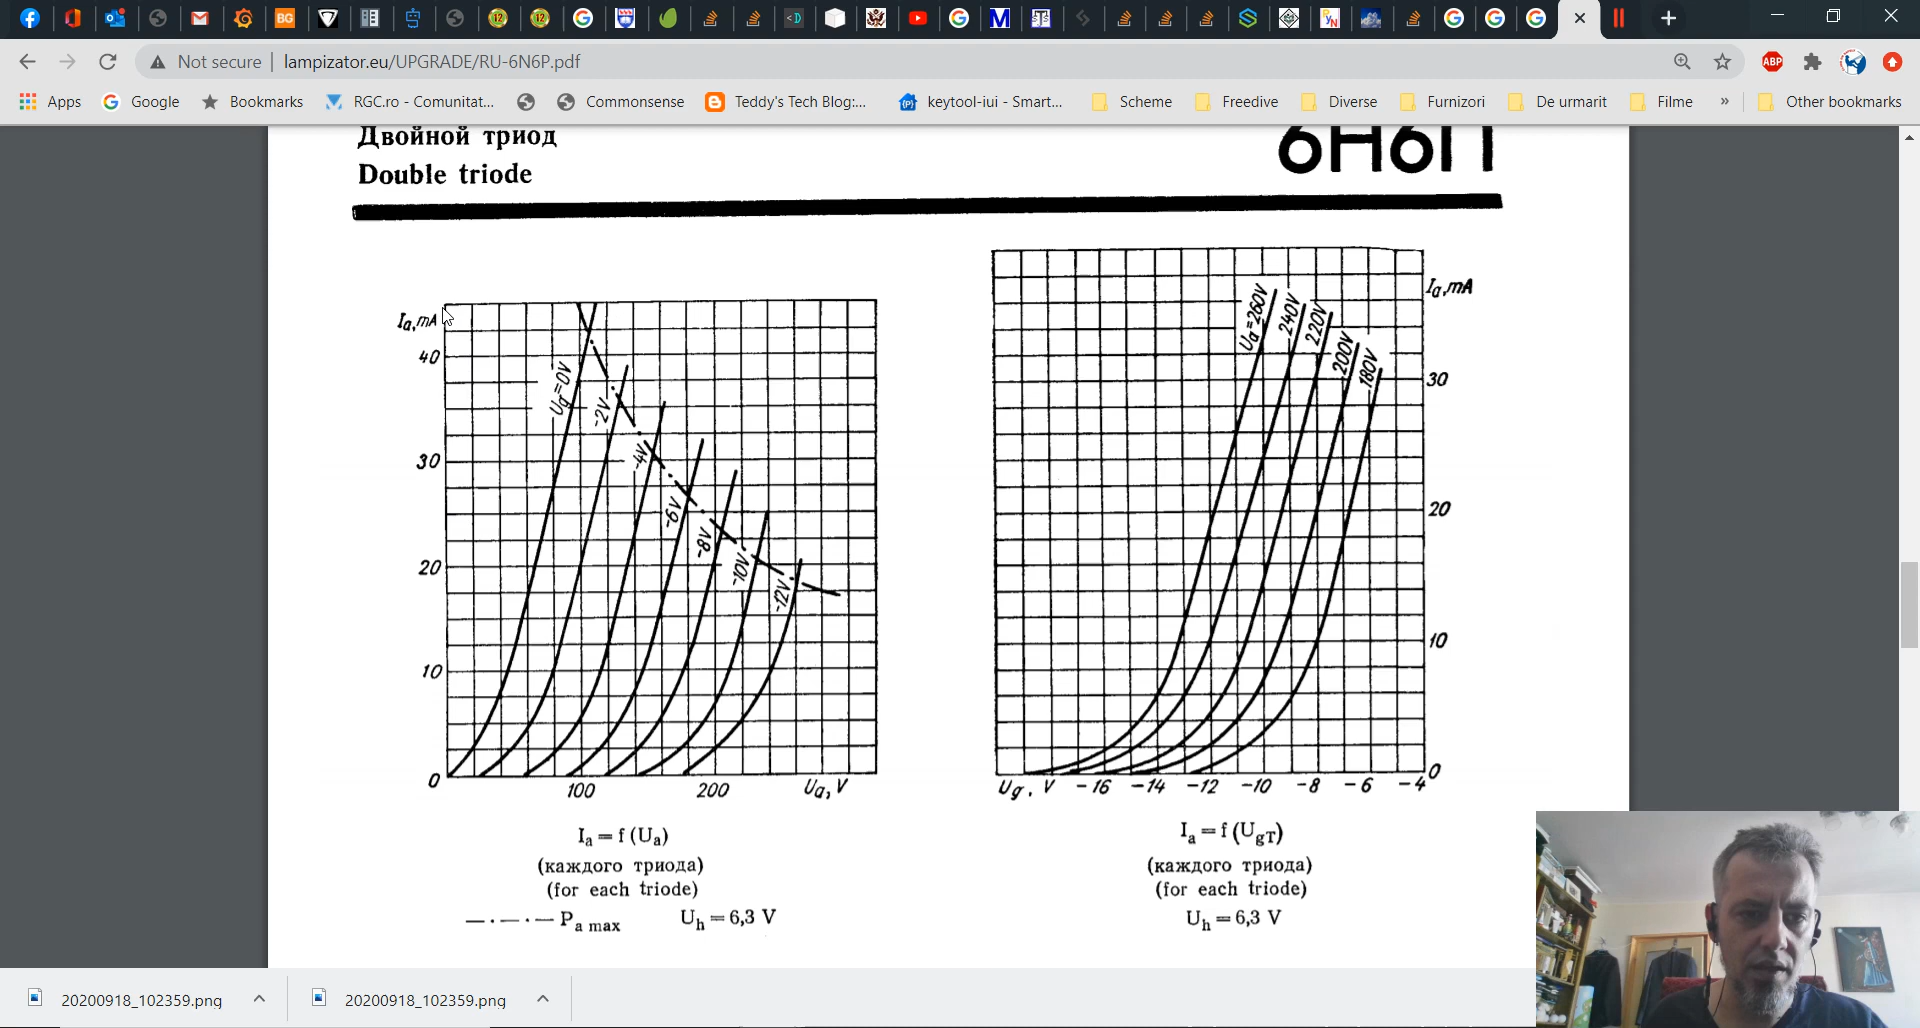 Not secure | lampizator.eu/UPGRADE/RU-6N6P.pdf
ABP
Apps Google Bookmarks RGC.ro - Comunitat... Commonsense Teddy's Tech Blog:... keytool-iui - Smart... Scheme Freedive Diverse Furnizori De urmarit Filme » Other bookmarks
Двойной триод
Double triode
6Н6П
Ia, mA
40
30
20
10
0
100 200 Ua, V
Ug=0V
-2V
-4V
-6V
-8V
-10V
-12V
Ia = f (Ua)
(каждого триода)
(for each triode)
—·—·— Pa max Uh = 6,3 V
Ia, mA
Ua=260V
240V
220V
200V
180V
30
20
10
0
Ug, V -16 -14 -12 -10 -8 -6 -4
Ia = f (UgT)
(каждого триода)
(for each triode)
Uh = 6,3 V
20200918_102359.png 20200918_102359.png